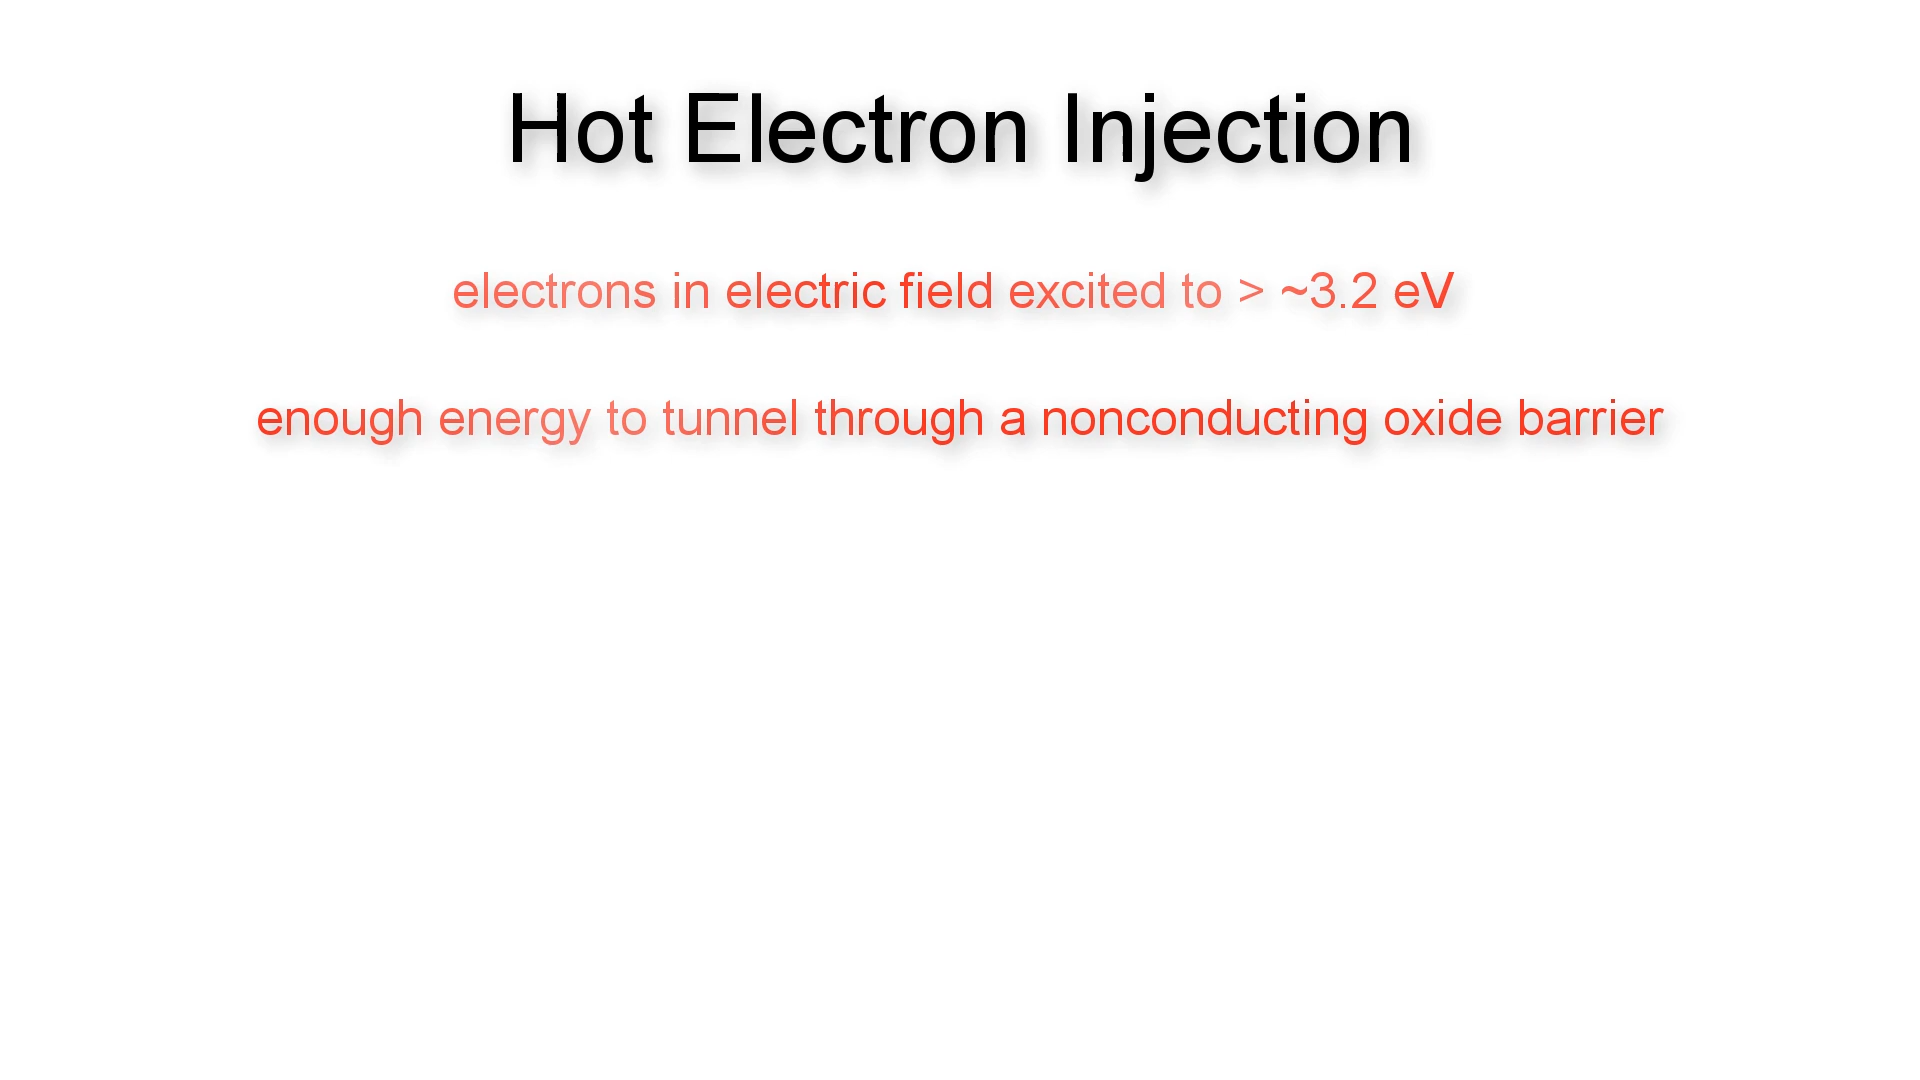 Hot Electron Injection
electrons in electric field excited to > ~3.2 eV
enough energy to tunnel through a nonconducting oxide barrier